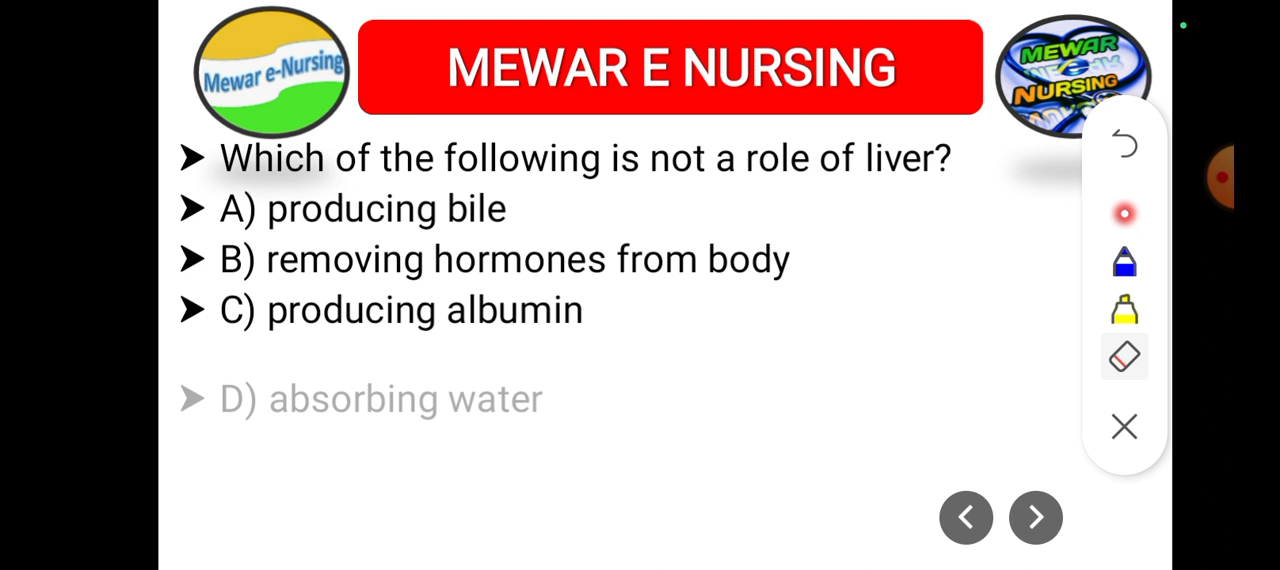 Mewar e-Nursing
MEWAR E NURSING
MEWAR
NURSING
➤ Which of the following is not a role of liver?
➤ A) producing bile
➤ B) removing hormones from body
➤ C) producing albumin
➤ D) absorbing water